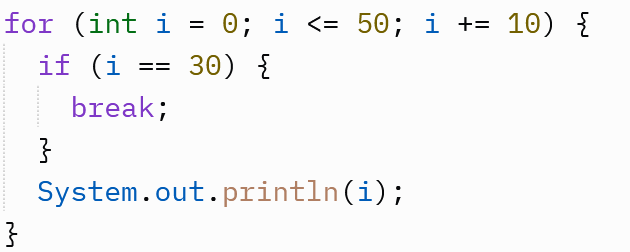 for (int i = 0; i <= 50; i += 10) {
  if (i == 30) {
    break;
  }
  System.out.println(i);
}